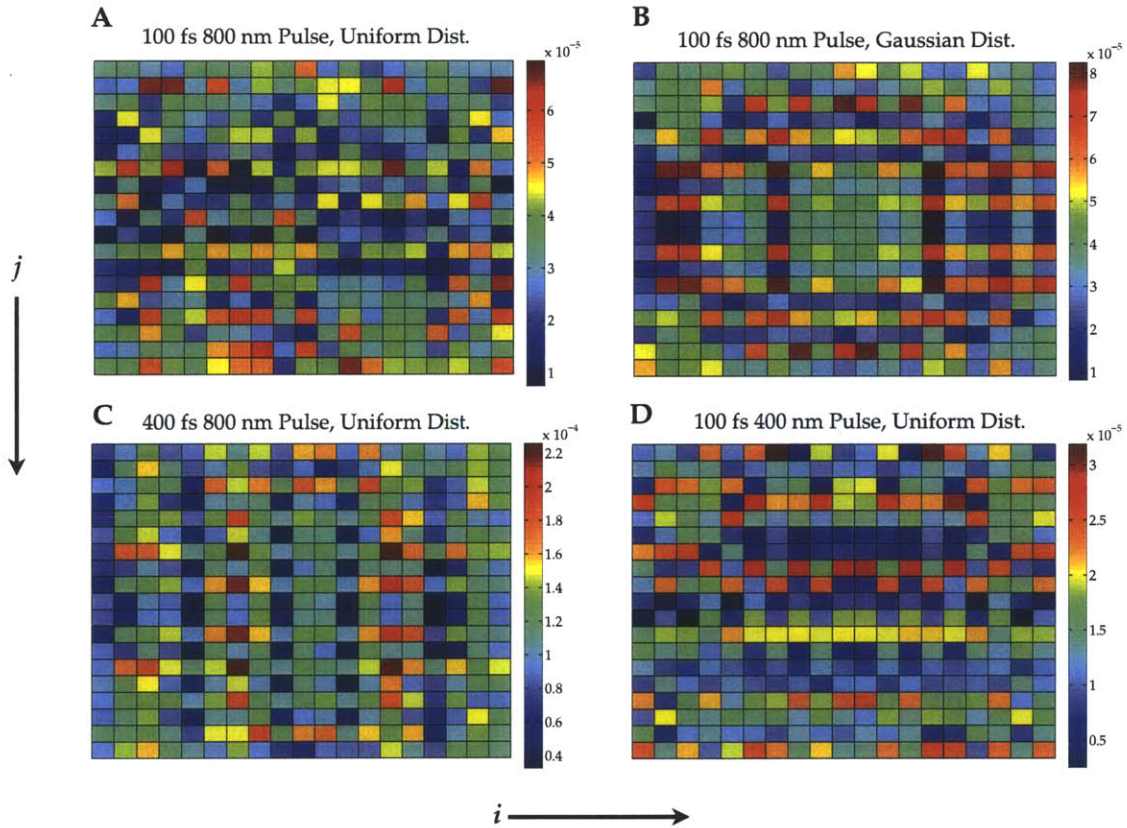 A
100 fs 800 nm Pulse, Uniform Dist.
x 10⁻⁵
6
5
4
3
2
1
B
100 fs 800 nm Pulse, Gaussian Dist.
x 10⁻⁵
8
7
6
5
4
3
2
1
j
C
400 fs 800 nm Pulse, Uniform Dist.
x 10⁻⁴
2.2
2
1.8
1.6
1.4
1.2
1
0.8
0.6
0.4
D
100 fs 400 nm Pulse, Uniform Dist.
x 10⁻⁵
3
2.5
2
1.5
1
0.5
i